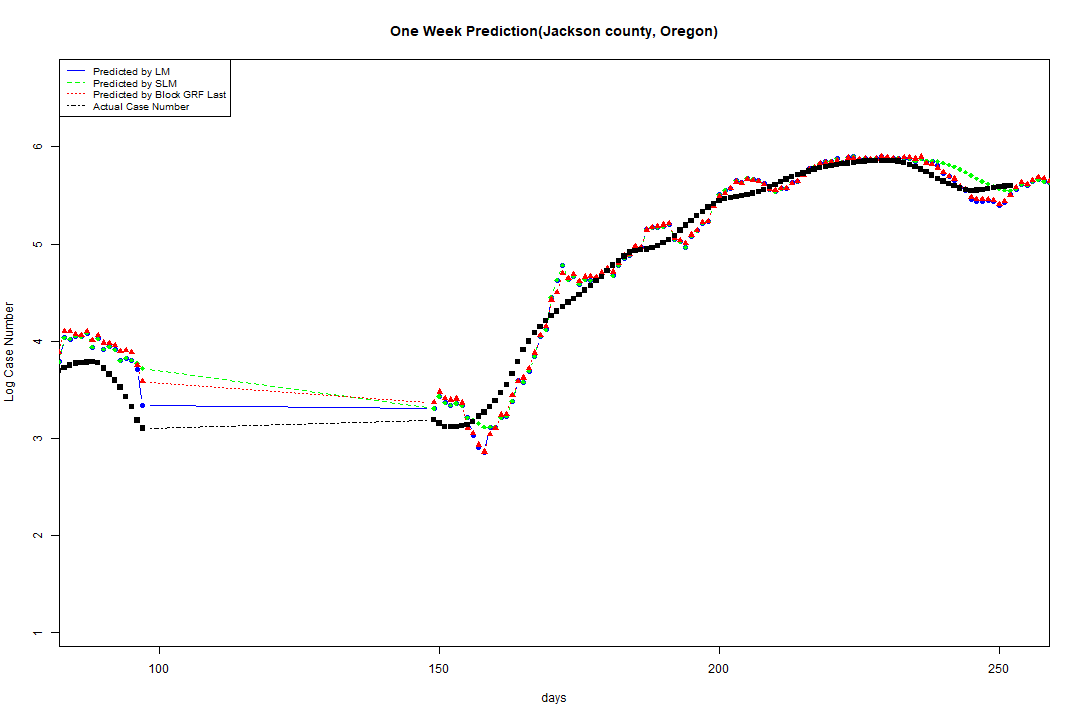 One Week Prediction(Jackson county, Oregon)
Predicted by LM
Predicted by SLM
Predicted by Block GRF Last
Actual Case Number
Log Case Number
6
5
4
3
2
1
100 150 200 250
days